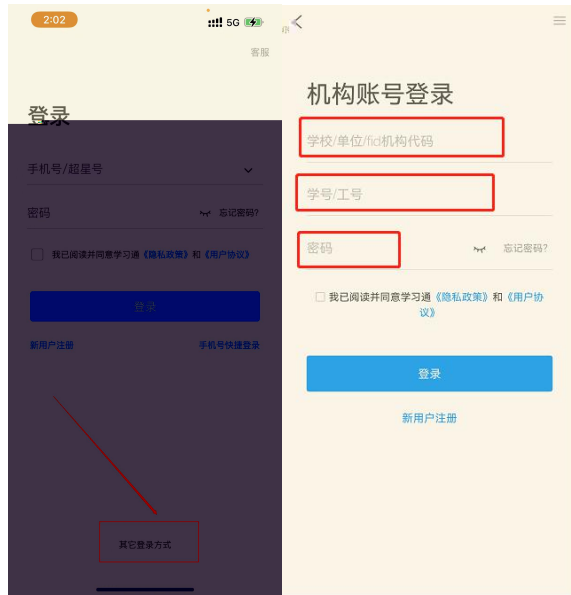 2:02
5G
客服
登录
手机号/超星号
密码
忘记密码?
我已阅读并同意学习通《隐私政策》和《用户协议》
登录
新用户注册
手机号快捷登录
其它登录方式
机构账号登录
学校/单位/fid机构代码
学号/工号
密码
忘记密码?
我已阅读并同意学习通《隐私政策》和《用户协
议》
登录
新用户注册